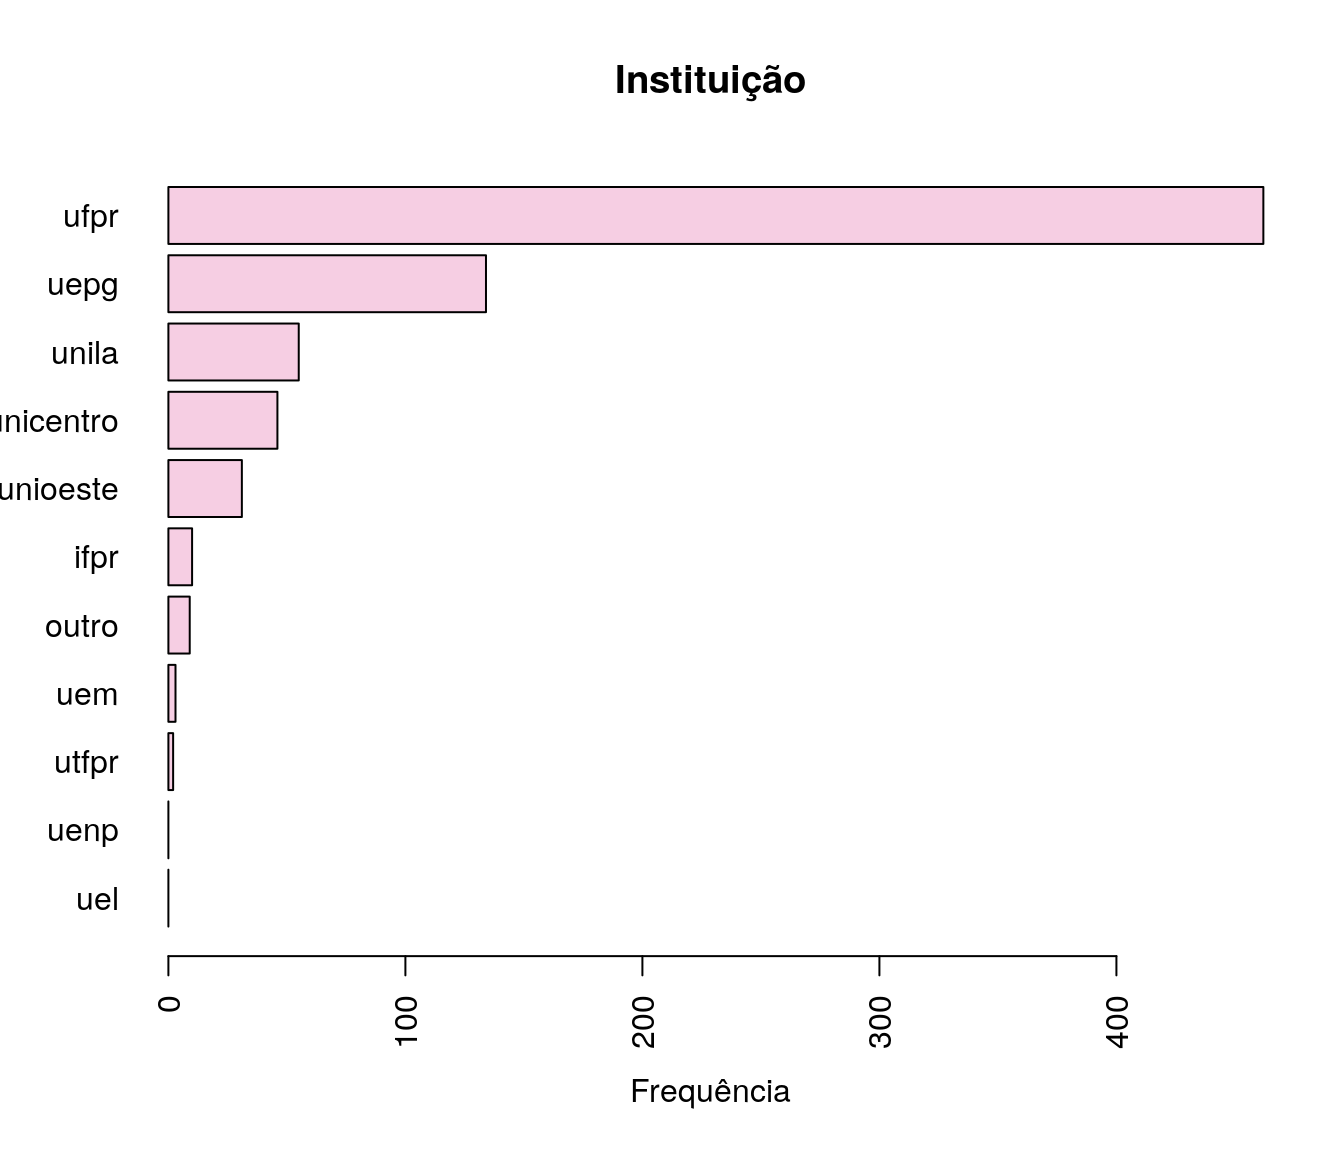 Instituição
ufpr
uepg
unila
unicentro
unioeste
ifpr
outro
uem
utfpr
uenp
uel
0 100 200 300 400
Frequência